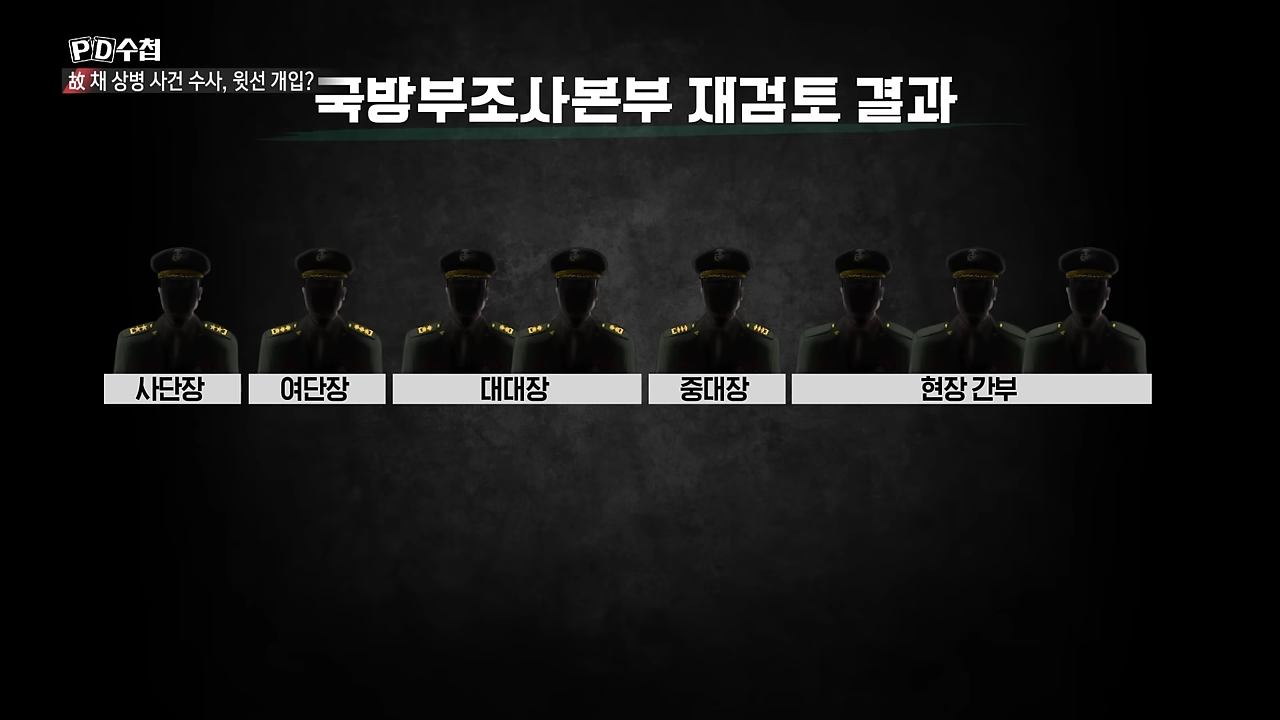 PD수첩
故 채 상병 사건 수사, 윗선 개입?
국방부조사본부 재검토 결과
사단장 여단장 대대장 중대장 현장 간부